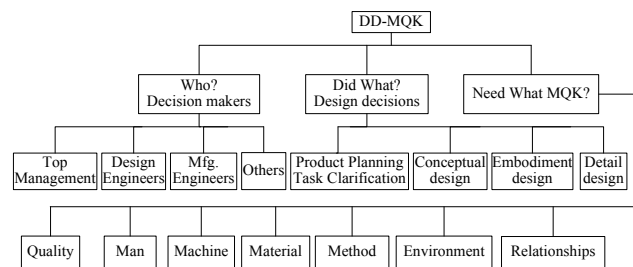 DD-MQK
Who?
Decision makers
Did What?
Design decisions
Need What MQK?
Top
Management
Design
Engineers
Mfg.
Engineers
Others
Product Planning
Task Clarification
Conceptual
design
Embodiment
design
Detail
design
Quality
Man
Machine
Material
Method
Environment
Relationships